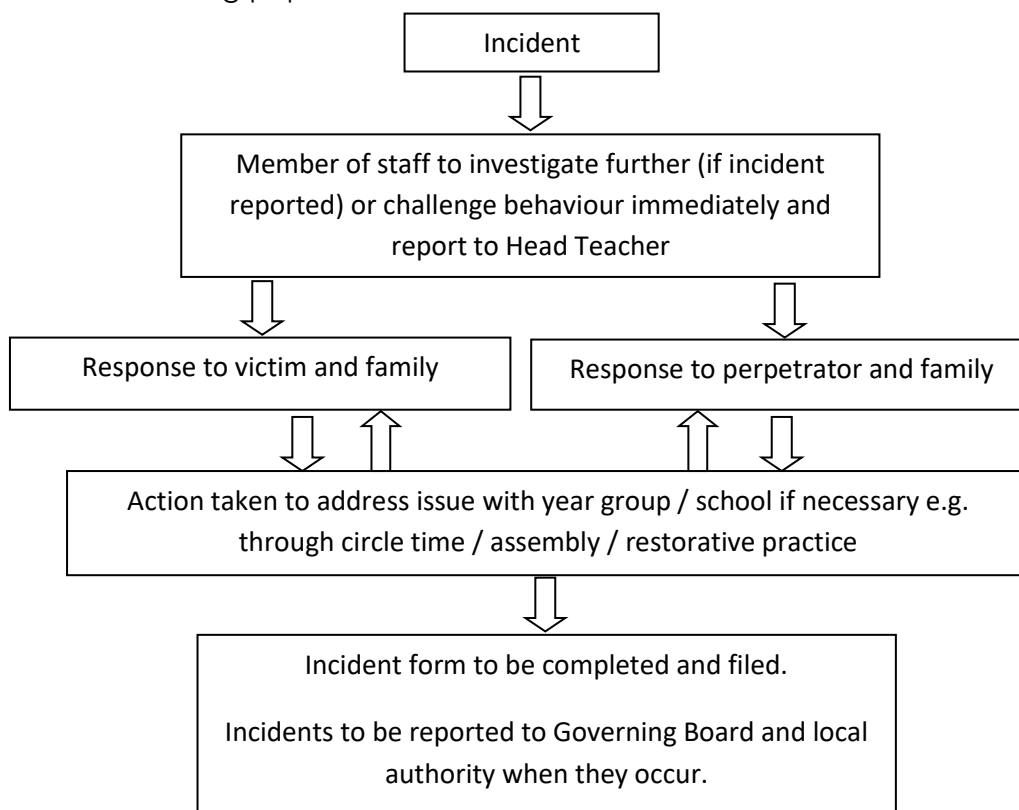 Incident
Member of staff to investigate further (if incident
reported) or challenge behaviour immediately and
report to Head Teacher
Response to victim and family
Response to perpetrator and family
Action taken to address issue with year group / school if necessary e.g.
through circle time / assembly / restorative practice
Incident form to be completed and filed.
Incidents to be reported to Governing Board and local
authority when they occur.